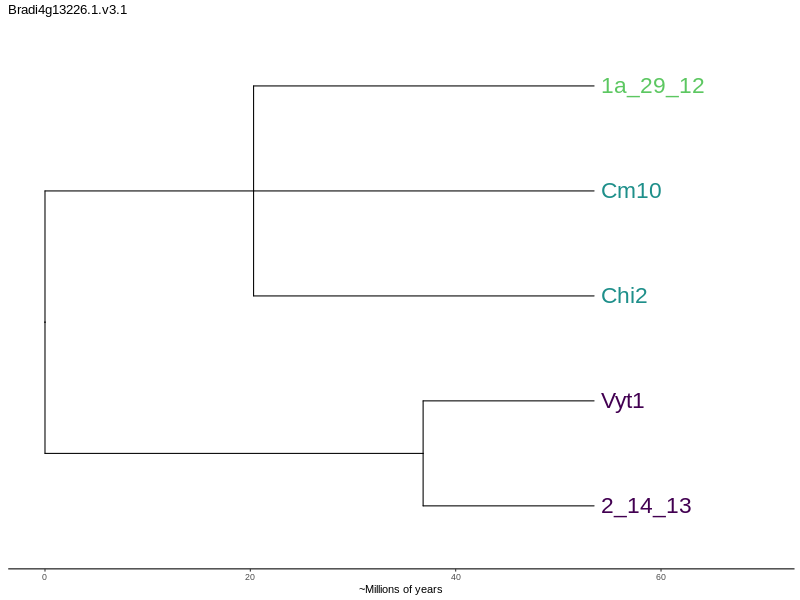 Bradi4g13226.1.v3.1
1a_29_12
Cm10
Chi2
Vyt1
2_14_13
0 20 40 60
~Millions of years